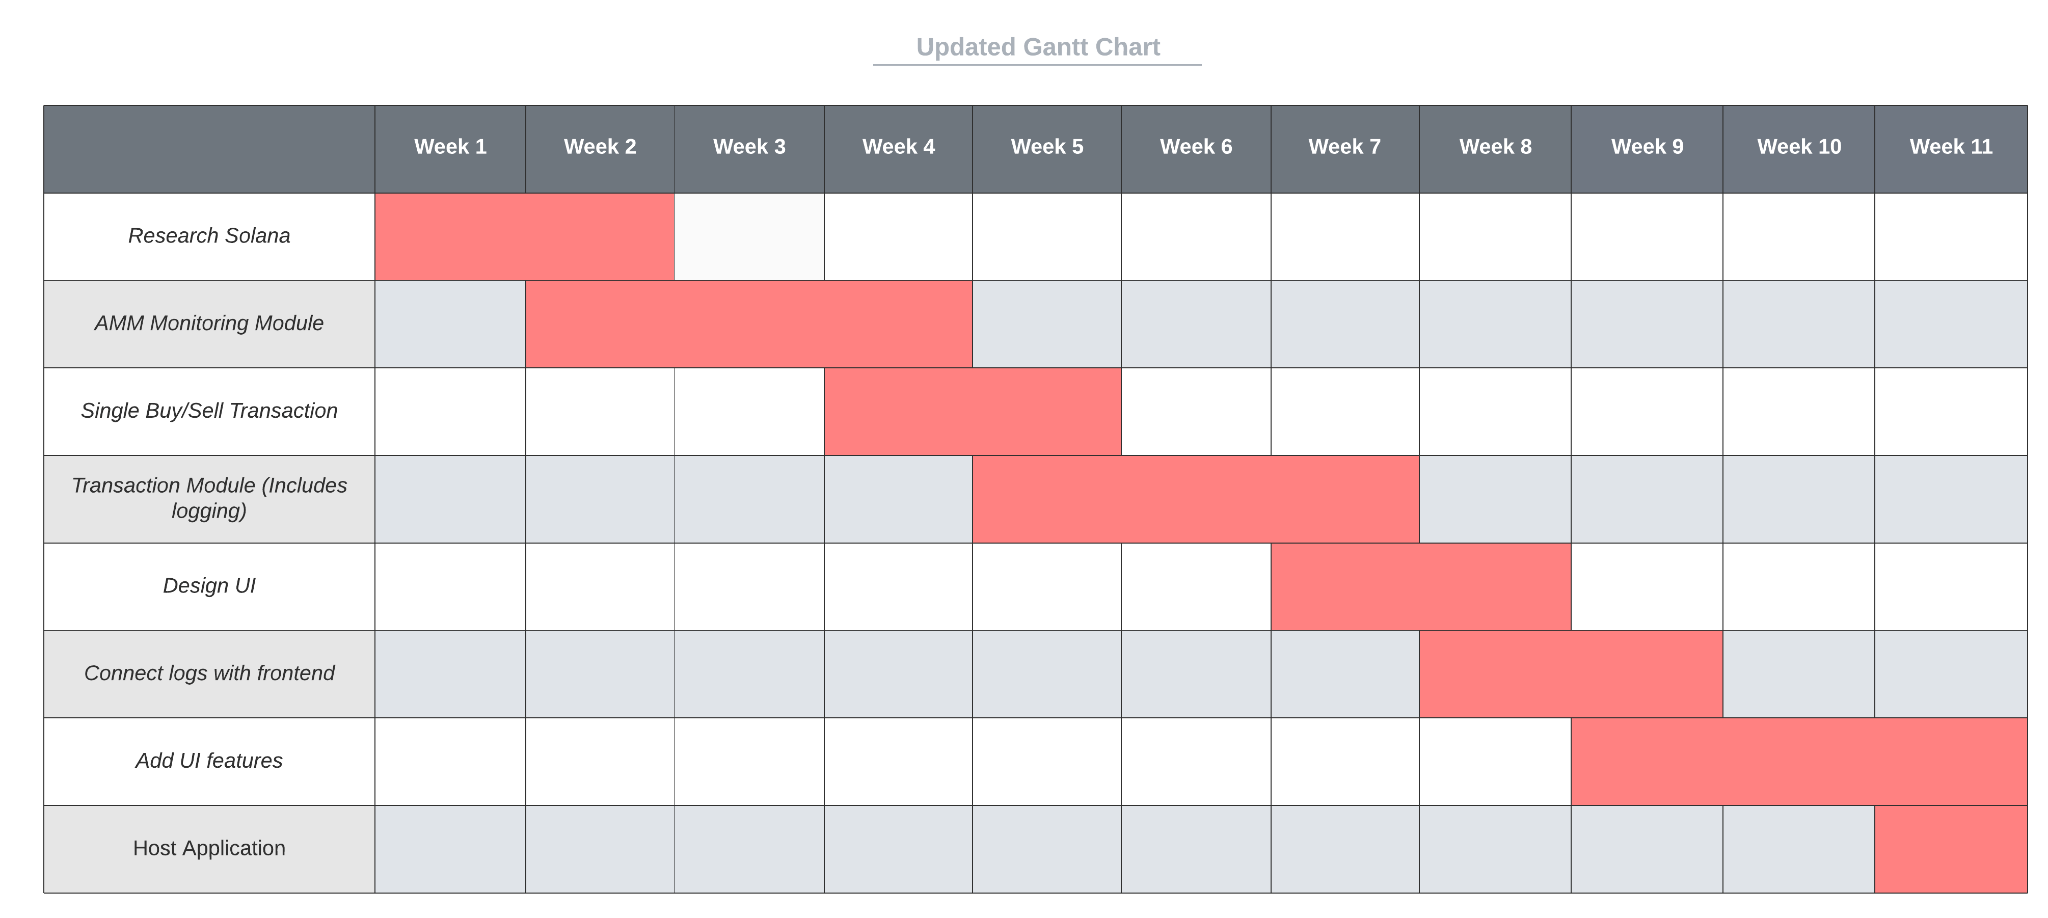 Updated Gantt Chart
Week 1 Week 2 Week 3 Week 4 Week 5 Week 6 Week 7 Week 8 Week 9 Week 10 Week 11
Research Solana
AMM Monitoring Module
Single Buy/Sell Transaction
Transaction Module (Includes
logging)
Design UI
Connect logs with frontend
Add UI features
Host Application